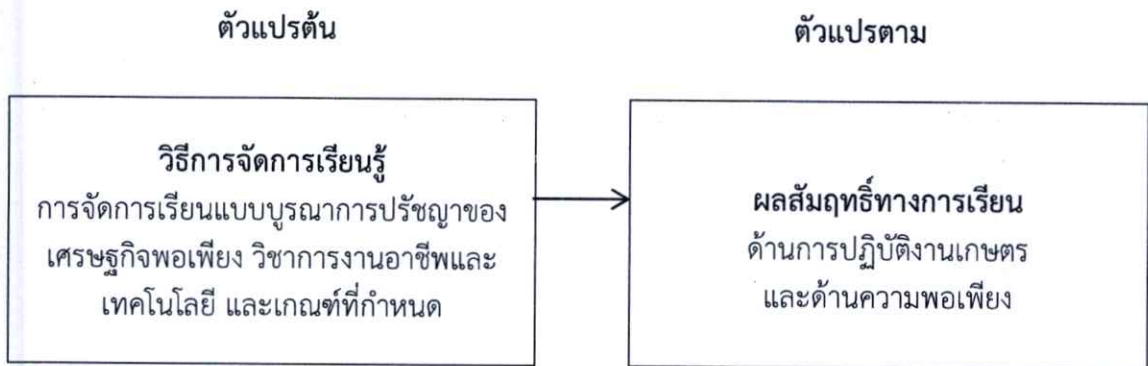 ตัวแปรต้น
ตัวแปรตาม
วิธีการจัดการเรียนรู้
การจัดการเรียนแบบบูรณาการปรัชญาของ
เศรษฐกิจพอเพียง วิชาการงานอาชีพและ
เทคโนโลยี และเกณฑ์ที่กำหนด
ผลสัมฤทธิ์ทางการเรียน
ด้านการปฏิบัติงานเกษตร
และด้านความพอเพียง